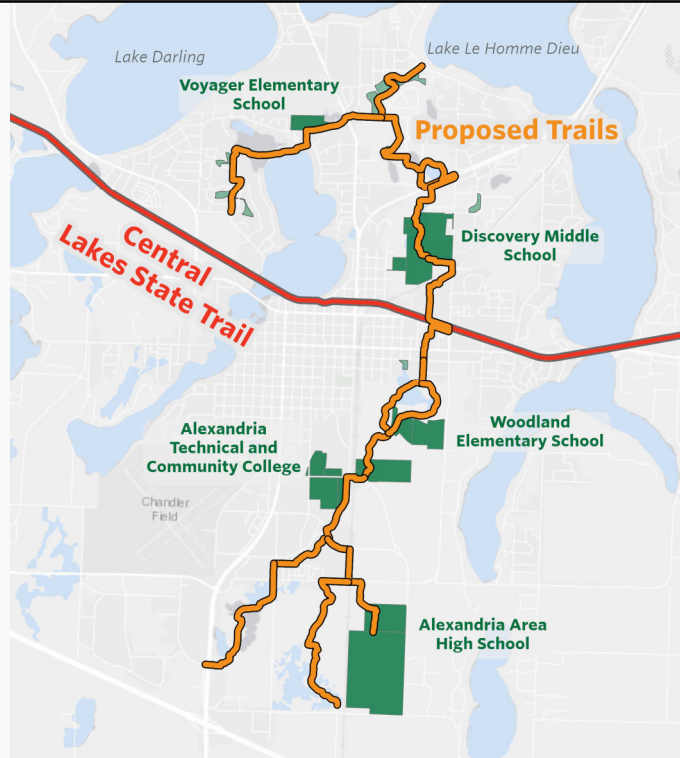 Lake Darling
Lake Le Homme Dieu
Voyager Elementary
School
Proposed Trails
Discovery Middle
School
Central
Lakes State Trail
Woodland
Elementary School
Alexandria
Technical and
Community College
Chandler
Field
Alexandria Area
High School